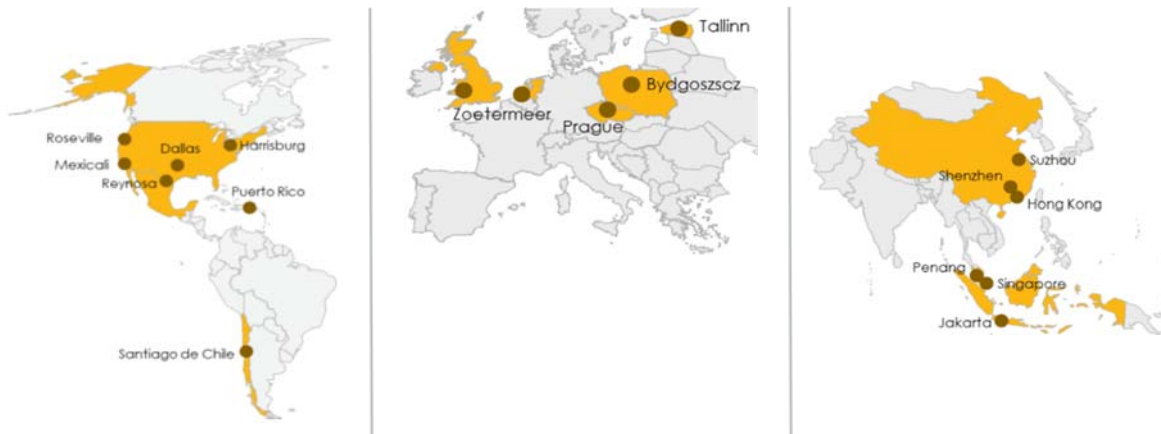 Roseville
Mexicali
Dallas
Harrisburg
Reynosa
Puerto Rico
Santiago de Chile
Tallinn
Bydgoszscz
Zoetermeer
Prague
Suzhou
Shenzhen
Hong Kong
Penang
Singapore
Jakarta